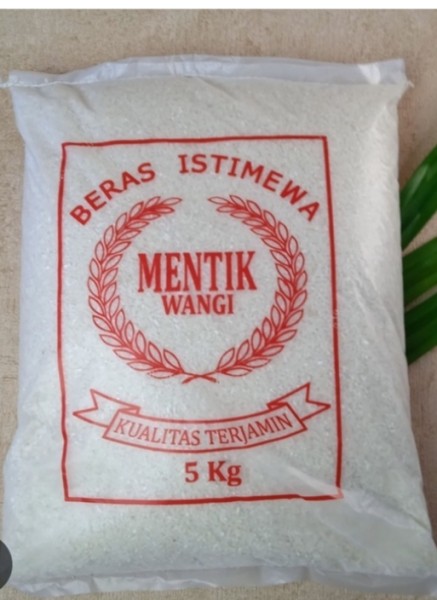 BERAS ISTIMEWA
MENTIK
WANGI
KUALITAS TERJAMIN
5 Kg